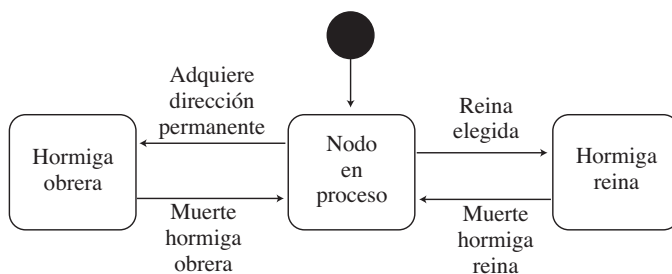 Adquiere
dirección
permanente
Reina
elegida
Hormiga
obrera
Nodo
en
proceso
Hormiga
reina
Muerte
hormiga
obrera
Muerte
hormiga
reina